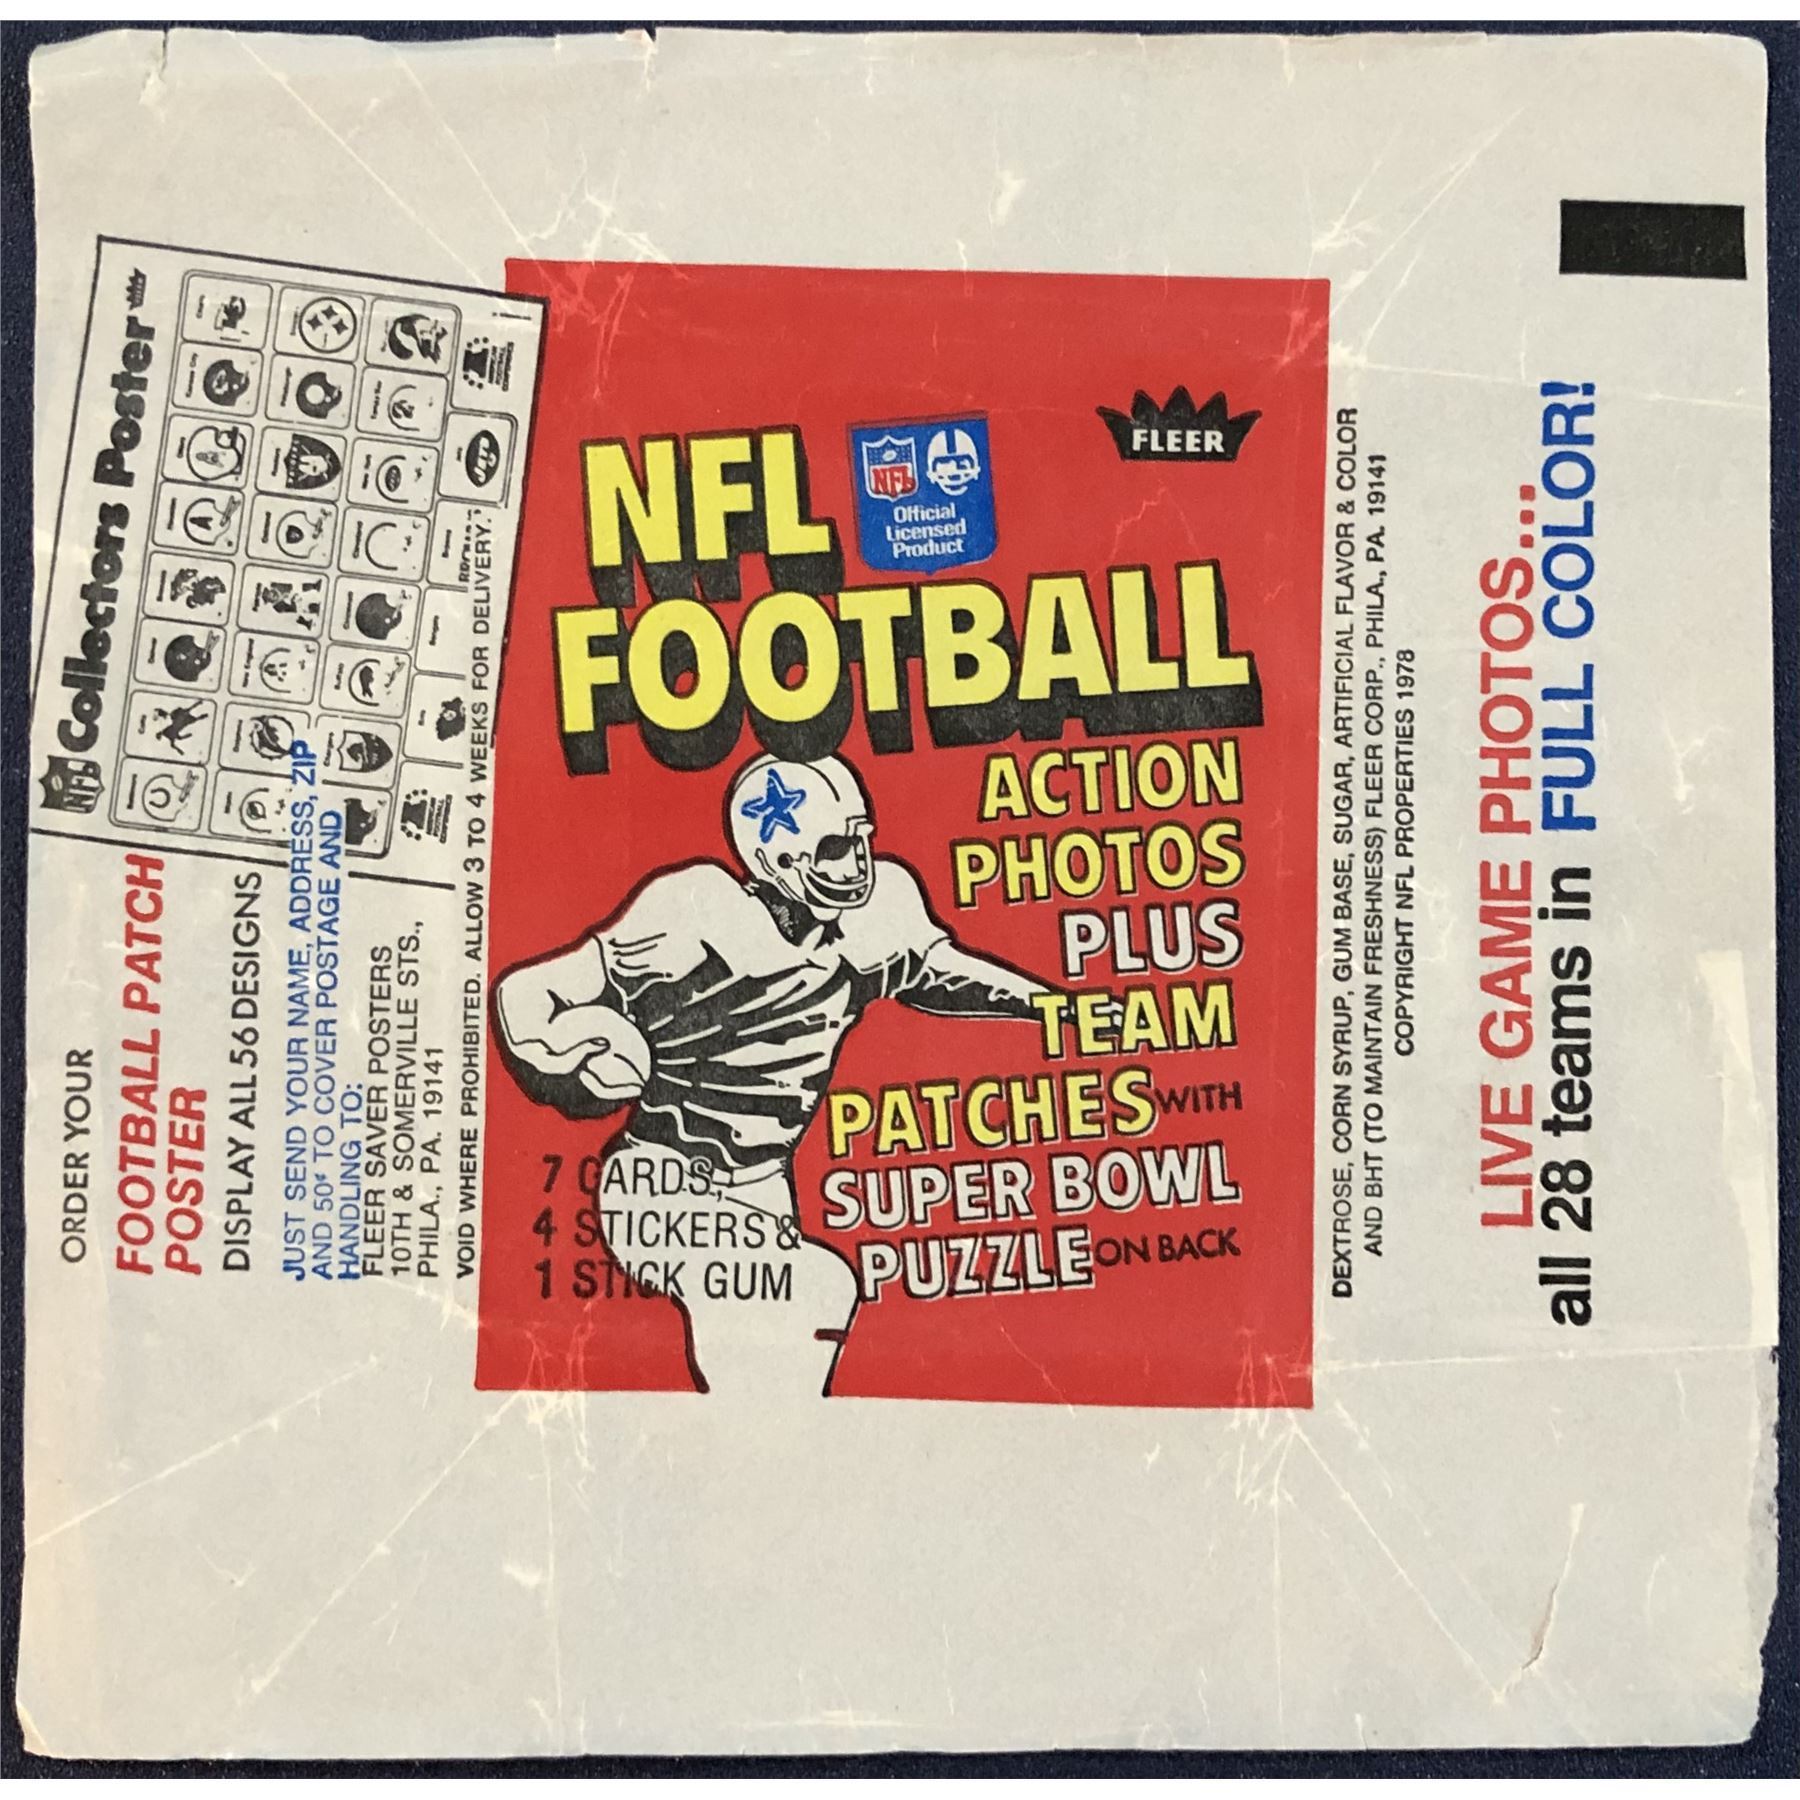 NFL Collectors Poster
ORDER YOUR
FOOTBALL PATCH
POSTER
DISPLAY ALL 56 DESIGNS
JUST SEND YOUR NAME, ADDRESS, ZIP
AND 50¢ TO COVER POSTAGE AND
HANDLING TO:
FLEER SAVER POSTERS
10TH & SOMERVILLE STS.,
PHILA., PA. 19141
VOID WHERE PROHIBITED. ALLOW 3 TO 4 WEEKS FOR DELIVERY.
FLEER
NFL
NFL
Official
Licensed
Product
FOOTBALL
ACTION
PHOTOS
PLUS
TEAM
PATCHES WITH
SUPER BOWL
PUZZLE ON BACK
7 CARDS,
4 STICKERS &
1 STICK GUM
DEXTROSE, CORN SYRUP, GUM BASE, SUGAR, ARTIFICIAL FLAVOR & COLOR
AND BHT (TO MAINTAIN FRESHNESS) FLEER CORP., PHILA., PA. 19141
COPYRIGHT NFL PROPERTIES 1978
LIVE GAME PHOTOS...
all 28 teams in FULL COLOR!